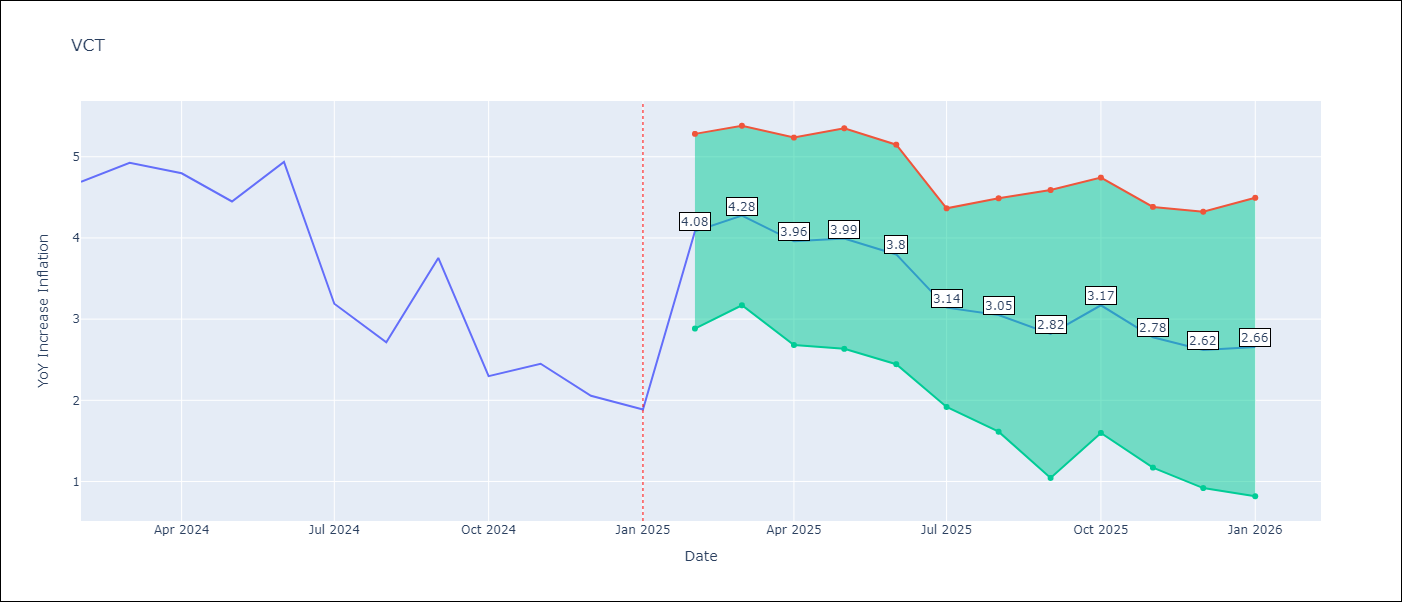 VCT
YoY Increase Inflation
5
4
3
2
1
4.08
4.28
3.96
3.99
3.8
3.14
3.05
2.82
3.17
2.78
2.62
2.66
Apr 2024
Jul 2024
Oct 2024
Jan 2025
Apr 2025
Jul 2025
Oct 2025
Jan 2026
Date